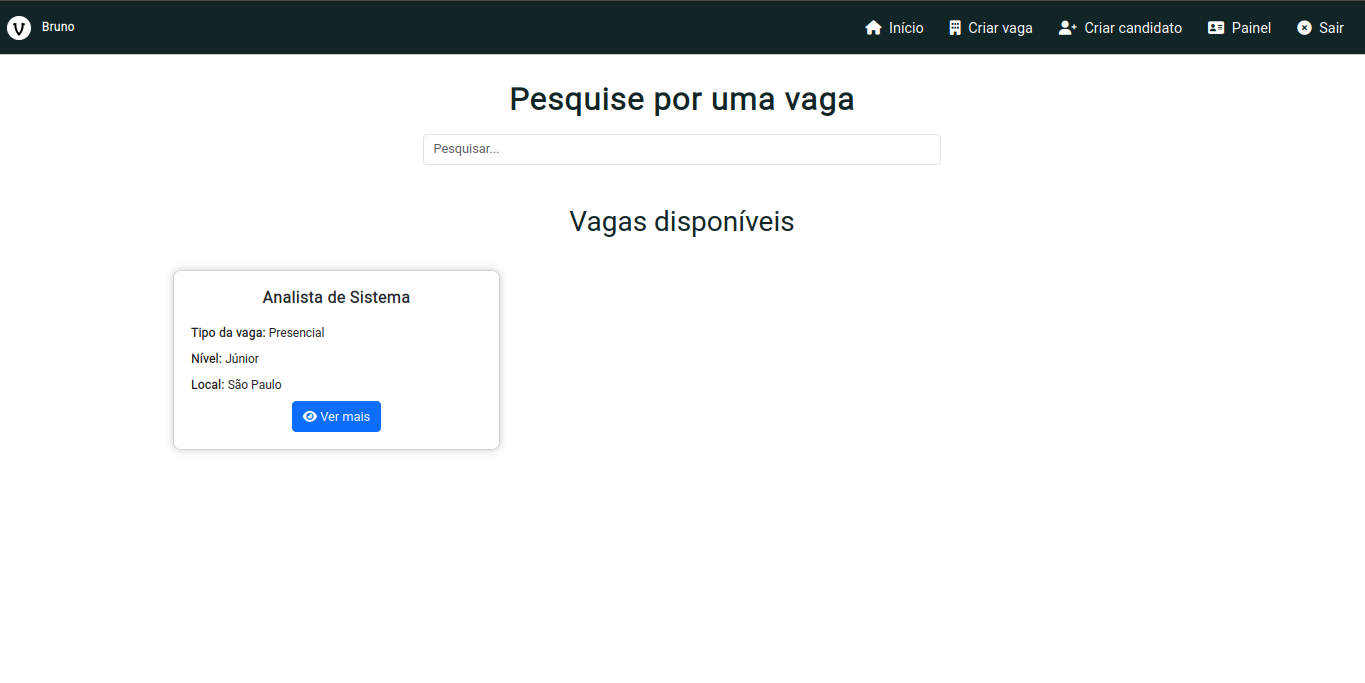 V Bruno Início Criar vaga Criar candidato Painel Sair
Pesquise por uma vaga
Pesquisar...
Vagas disponíveis
Analista de Sistema
Tipo da vaga: Presencial
Nível: Júnior
Local: São Paulo
Ver mais